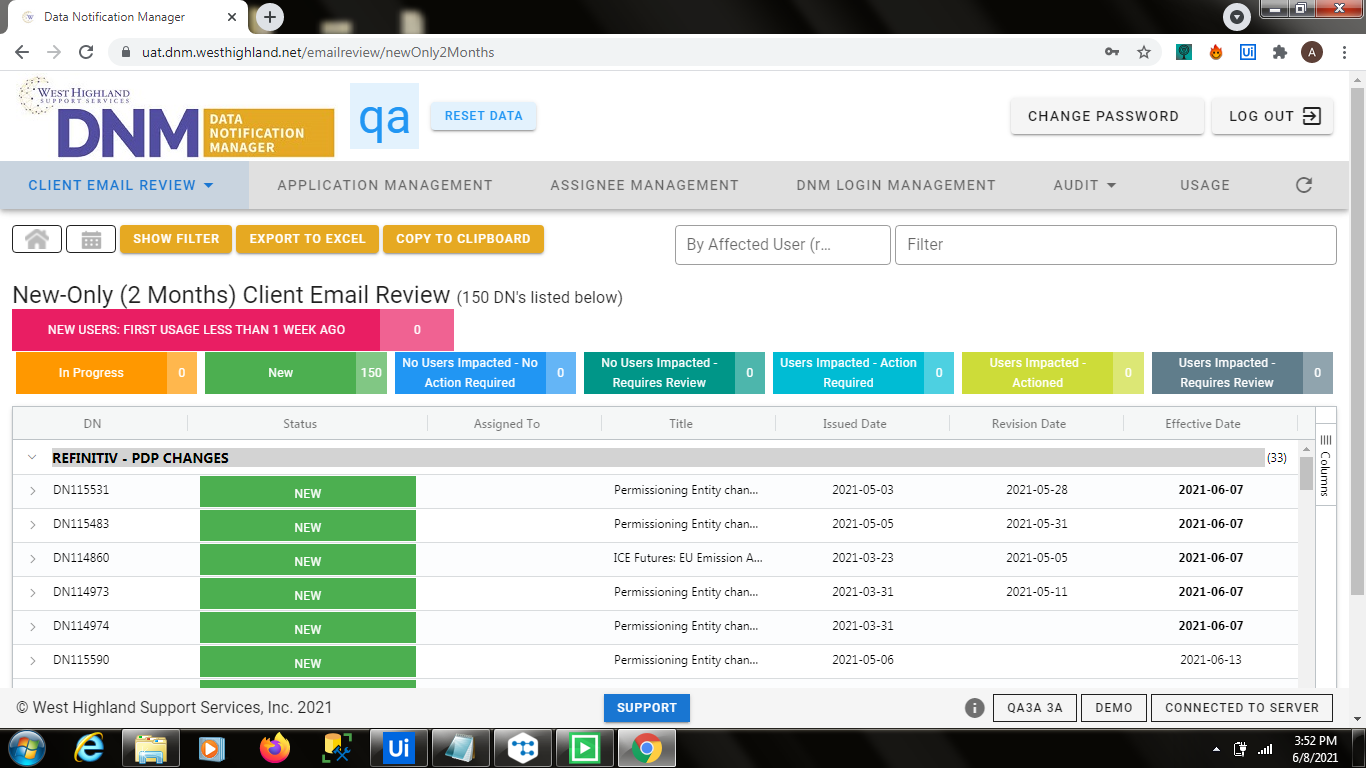 Data Notification Manager
uat.dnm.westhighland.net/emailreview/newOnly2Months
A
WEST HIGHLAND
SUPPORT SERVICES
DNM
DATA
NOTIFICATION
MANAGER
qa
RESET DATA
CHANGE PASSWORD
LOG OUT
CLIENT EMAIL REVIEW
APPLICATION MANAGEMENT
ASSIGNEE MANAGEMENT
DNM LOGIN MANAGEMENT
AUDIT
USAGE
SHOW FILTER
EXPORT TO EXCEL
COPY TO CLIPBOARD
By Affected User (r...
Filter
New-Only (2 Months) Client Email Review (150 DN's listed below)
NEW USERS: FIRST USAGE LESS THAN 1 WEEK AGO 0
In Progress 0
New 150
No Users Impacted - No
Action Required 0
No Users Impacted -
Requires Review 0
Users Impacted - Action
Required 0
Users Impacted -
Actioned 0
Users Impacted -
Requires Review 0
DN Status Assigned To Title Issued Date Revision Date Effective Date
Columns
REFINITIV - PDP CHANGES (33)
DN115531 NEW Permissioning Entity chan... 2021-05-03 2021-05-28 2021-06-07
DN115483 NEW Permissioning Entity chan... 2021-05-05 2021-05-31 2021-06-07
DN114860 NEW ICE Futures: EU Emission A... 2021-03-23 2021-05-05 2021-06-07
DN114973 NEW Permissioning Entity chan... 2021-03-31 2021-05-11 2021-06-07
DN114974 NEW Permissioning Entity chan... 2021-03-31 2021-06-07
DN115590 NEW Permissioning Entity chan... 2021-05-06 2021-06-13
© West Highland Support Services, Inc. 2021
SUPPORT
QA3A 3A
DEMO
CONNECTED TO SERVER
Ui
3:52 PM
6/8/2021